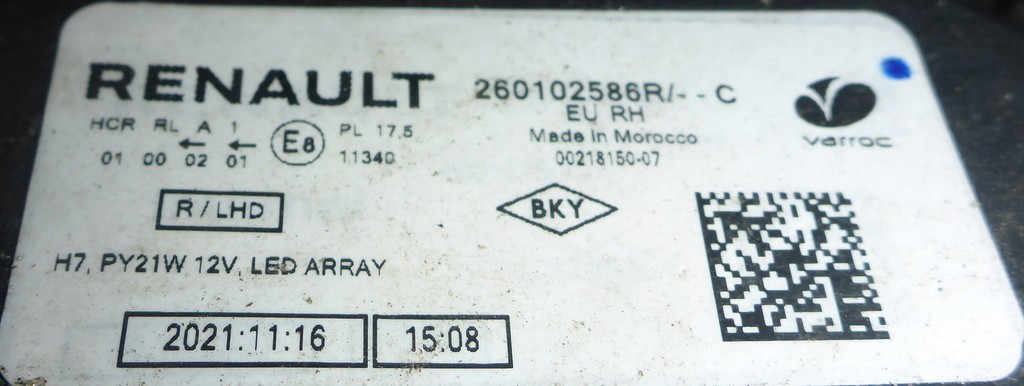 RENAULT 260102586R/--C
EU RH
Made in Morocco
00218150-07
varroc
HCR RL A 1
01 00 02 01
E8
PL 17,5
11340
R / LHD
BKY
H7, PY21W 12V, LED ARRAY
2021:11:16 15:08